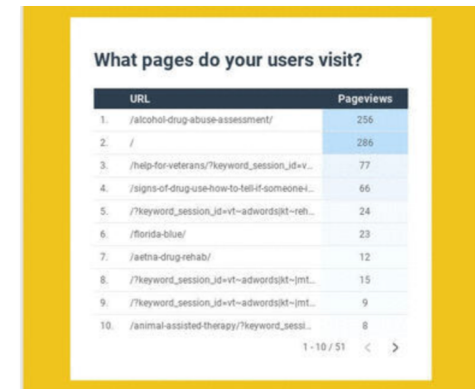 What pages do your users visit?
URL Pageviews
1. /alcohol-drug-abuse-assessment/ 256
2. / 286
3. /help-for-veterans/?keyword_session_id=v... 77
4. /signs-of-drug-use-how-to-tell-if-someone-i... 66
5. /?keyword_session_id=vt~adwords|kt~reh... 24
6. /florida-blue/ 23
7. /aetna-drug-rehab/ 12
8. /?keyword_session_id=vt~adwords|kt~|mt... 15
9. /?keyword_session_id=vt~adwords|kt~|mt... 9
10. /animal-assisted-therapy/?keyword_sessi... 8
1 - 10 / 51 < >